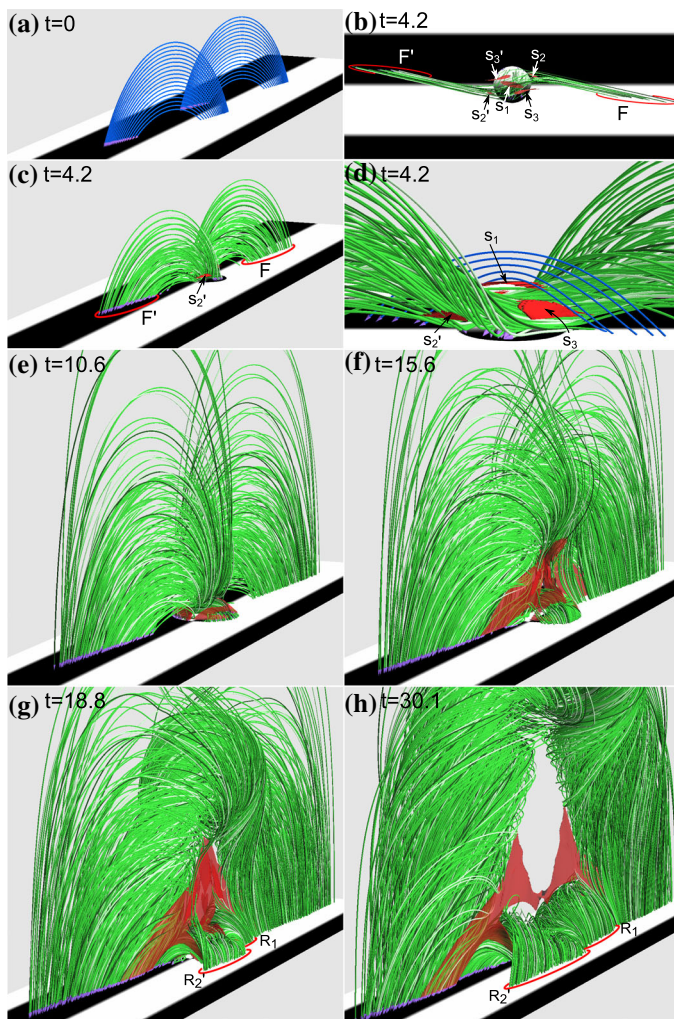 (a) t=0
(b) t=4.2
F'
s3'
s2
s2'
s1
s3
F
(c) t=4.2
F
s2'
F'
(d) t=4.2
s1
s2'
s3
(e) t=10.6
(f) t=15.6
(g) t=18.8
R1
R2
(h) t=30.1
R1
R2